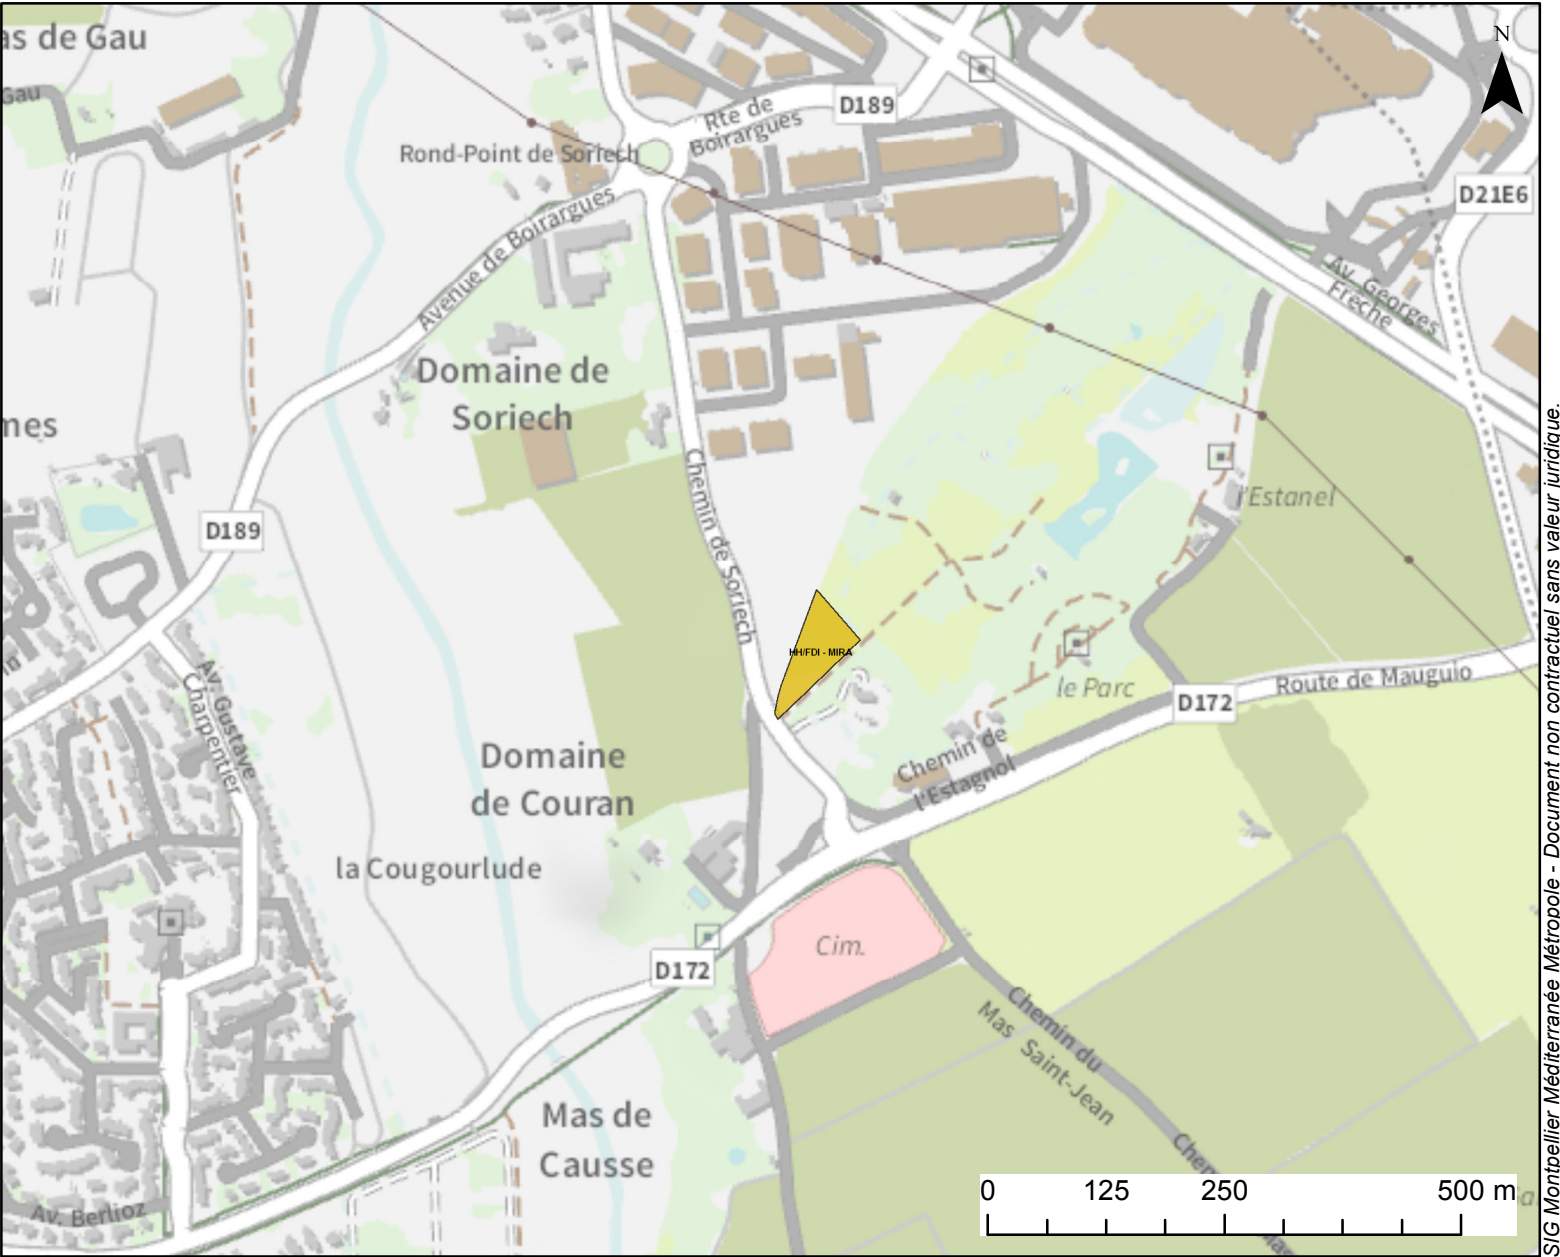 as de Gau
Gau
N
D189
Rte de
Boirargues
Rond-Point de Soriech
D21E6
Avenue de Boirargues
Av. Georges
Frêche
Domaine de
Soriech
mes
Chemin de Soriech
l'Estanel
D189
HH/FDI - MIRA
le Parc
Route de Mauguio
D172
Av. Gustave
Charpentier
Domaine
de Couran
Chemin de
l'Estagnol
la Cougourlude
Cim.
D172
Chemin du
Mas Saint-Jean
Mas de
Causse
Av. Berlioz
0 125 250 500 m
SIG Montpellier Méditerranée Métropole - Document non contractuel sans valeur juridique.